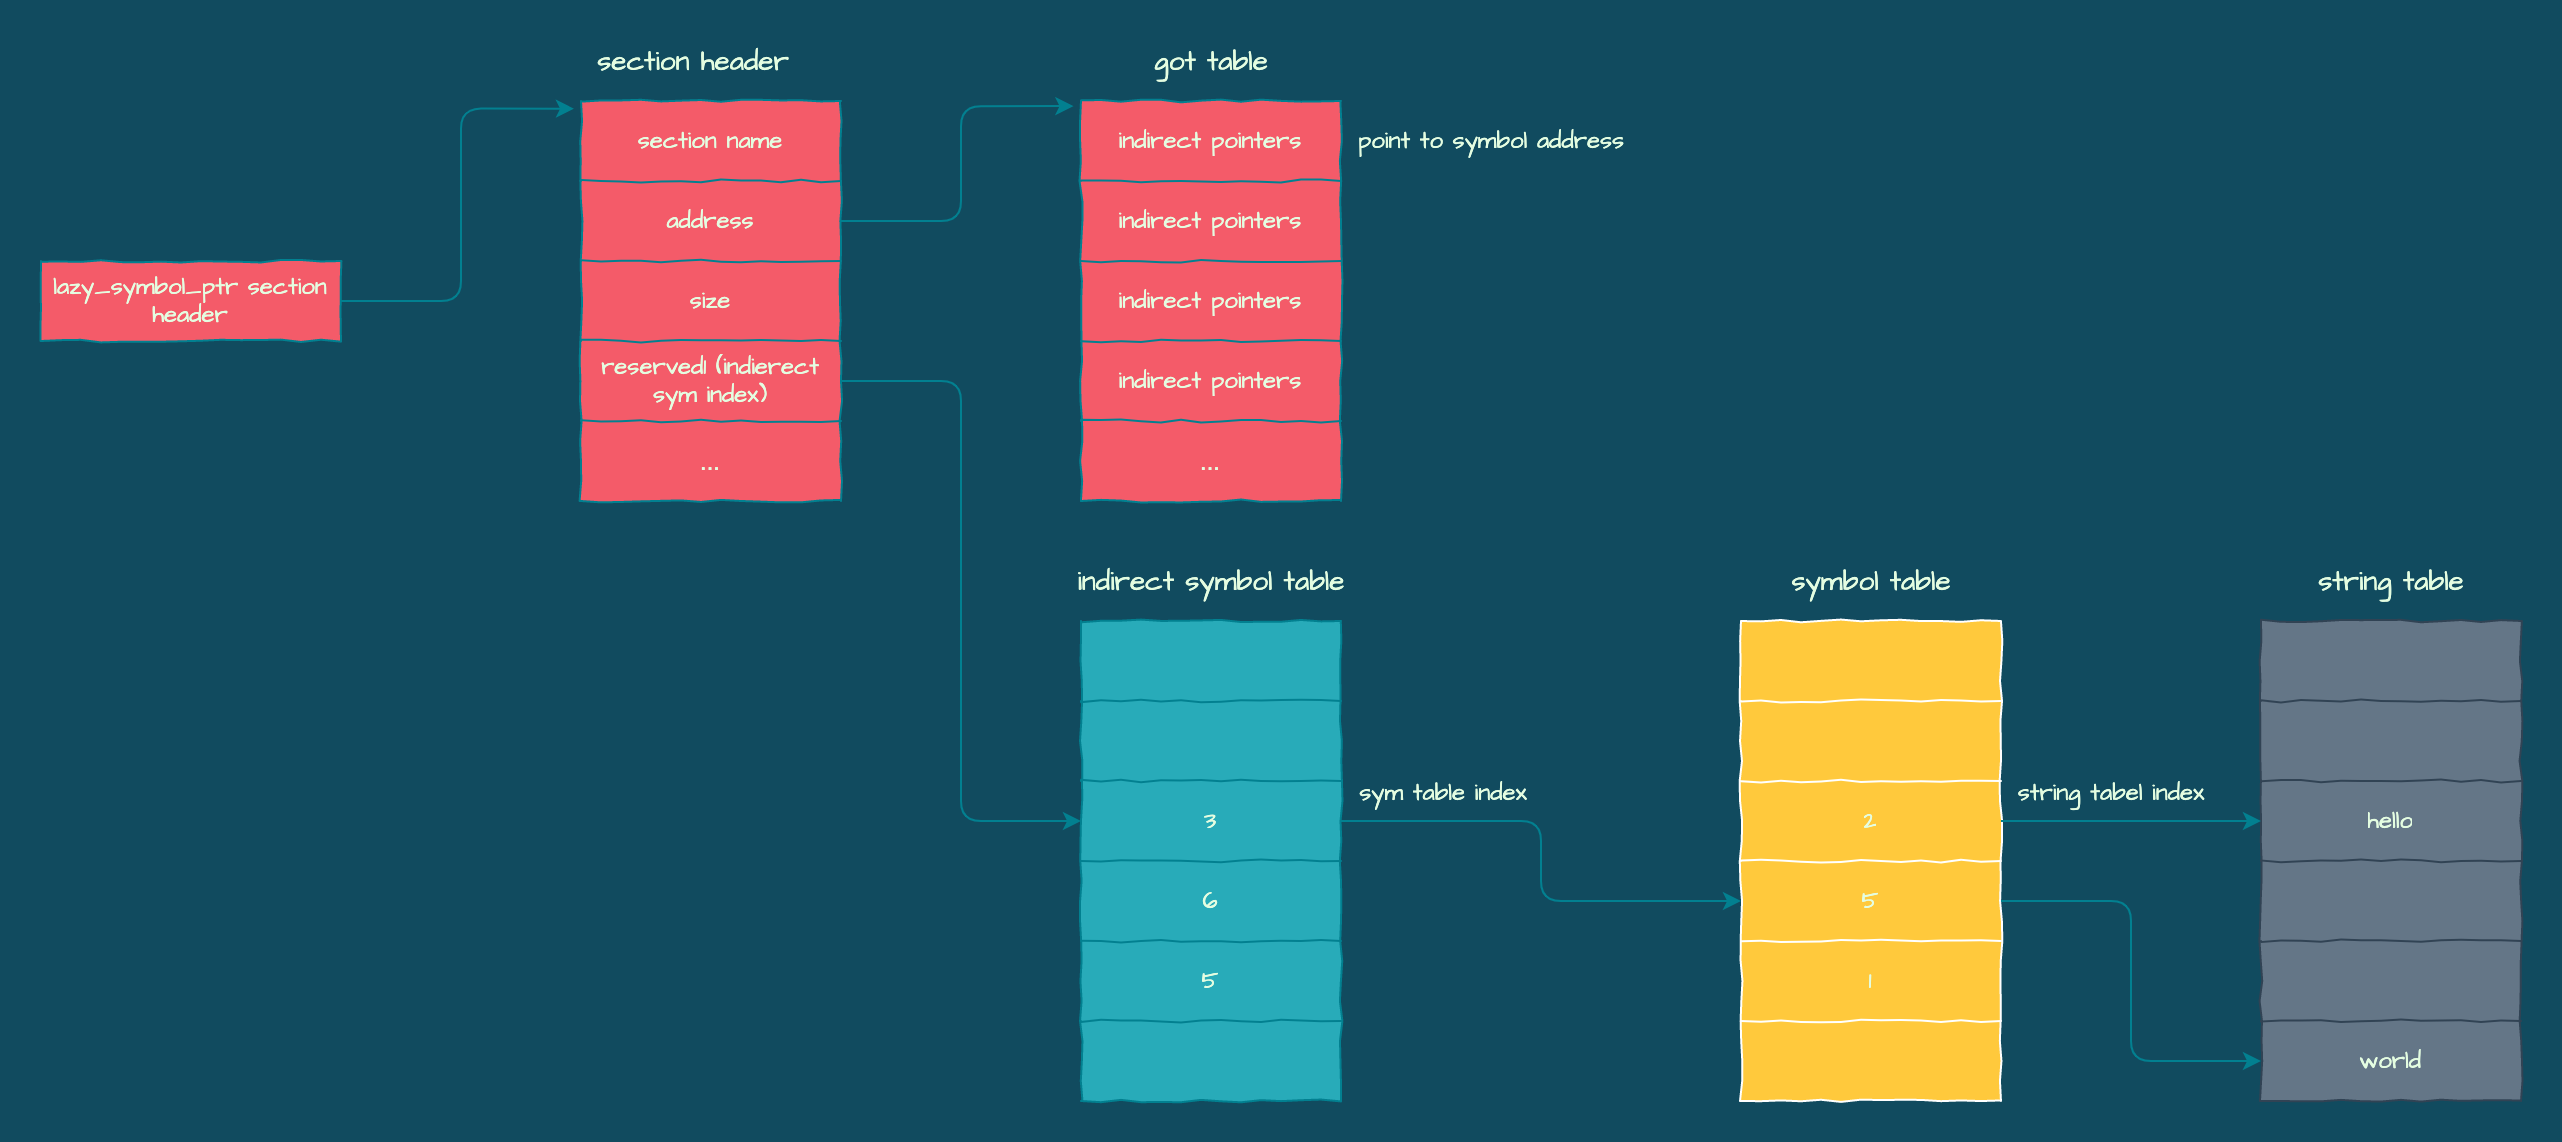 section header
got table
section name
indirect pointers
point to symbol address
address
indirect pointers
lazy_symbol_ptr section
header
size
indirect pointers
reserved1 (indierect
sym index)
indirect pointers
...
...
indirect symbol table
symbol table
string table
sym table index
string tabel index
3
2
hello
6
5
5
1
world